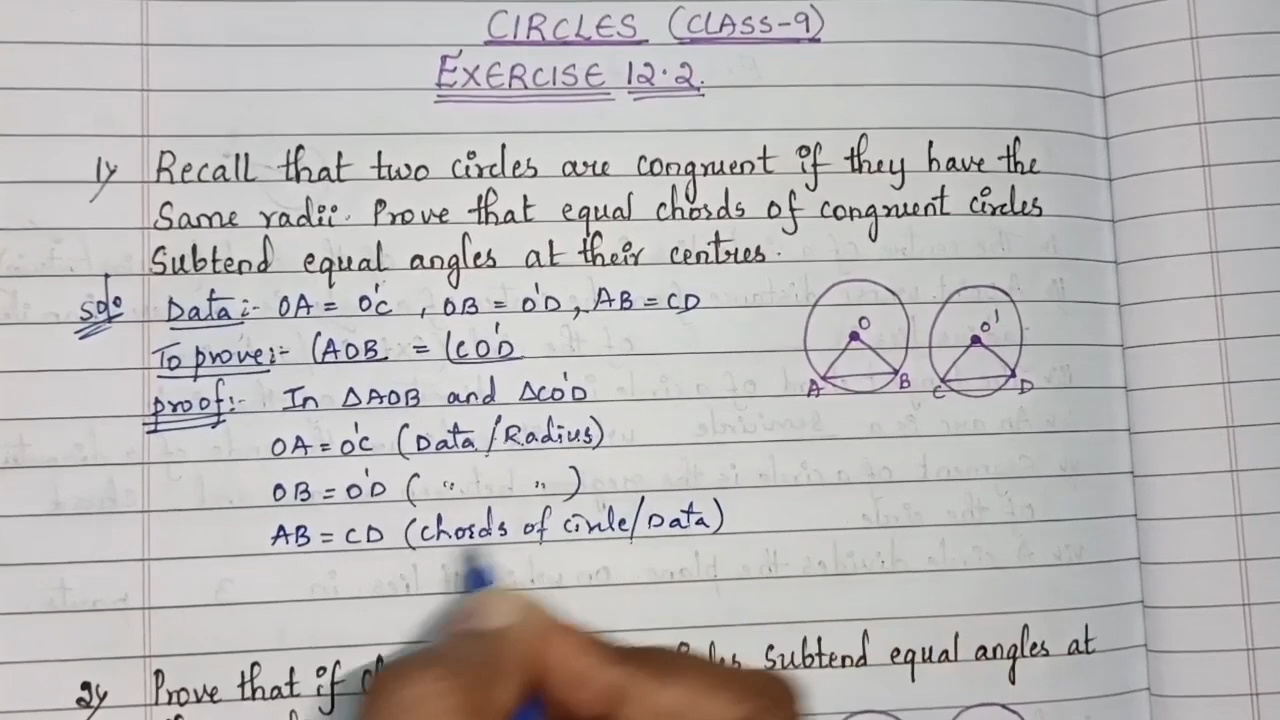 CIRCLES (CLASS-9)
EXERCISE 12.2.
1) Recall that two circles are congruent if they have the
Same radii. Prove that equal chords of congruent circles
Subtend equal angles at their centres.
Soln Data:- OA = O'C , OB = O'D, AB = CD
To prove:- ∠AOB = ∠CO'D
Proof:- In ΔAOB and ΔCO'D
OA = O'C (Data/Radius)
OB = O'D ( " " )
AB = CD (Chords of circle/Data)
O
O'
A
B
C
D
2) Prove that if
Subtend equal angles at